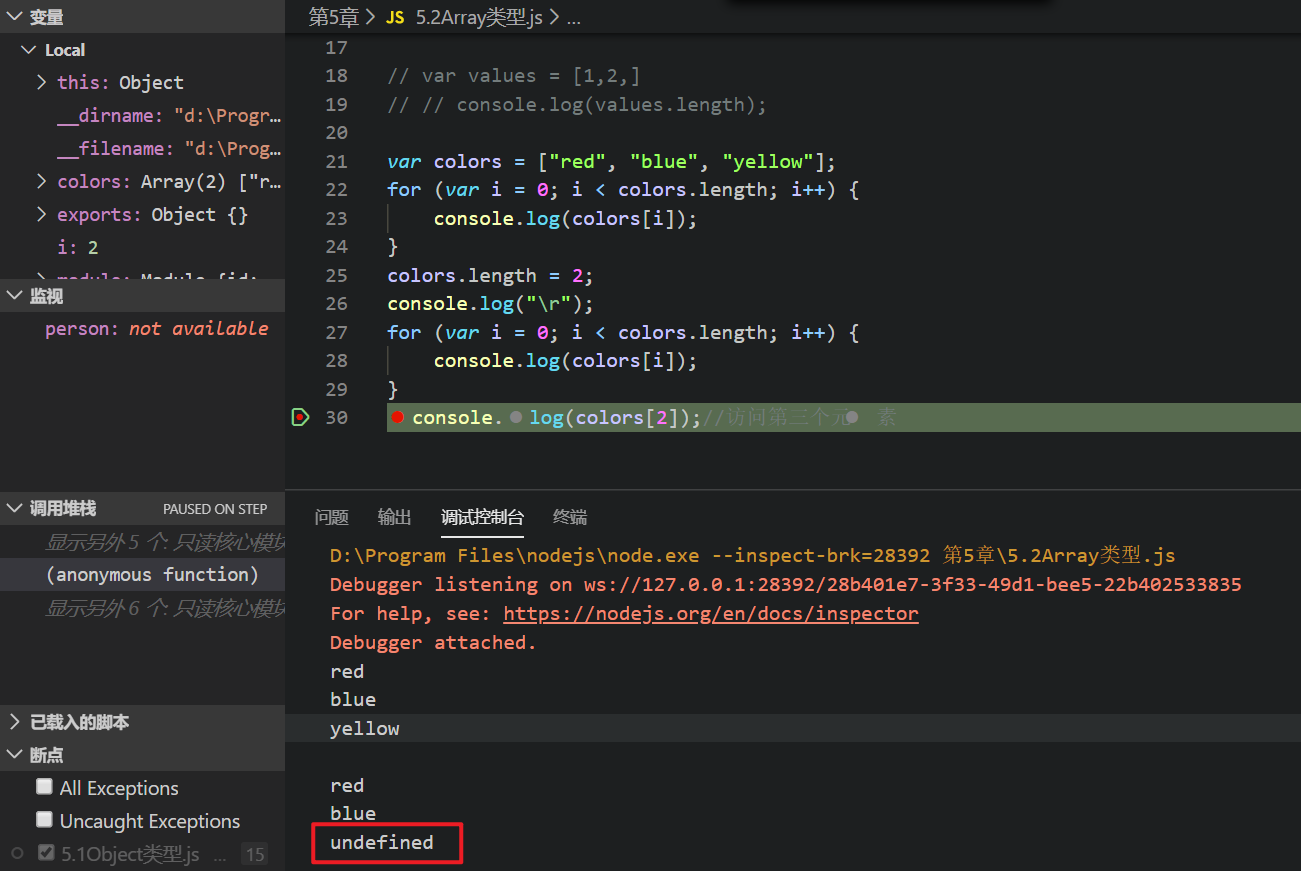 变量
Local
this: Object
__dirname: "d:\Progr…
__filename: "d:\Prog…
colors: Array(2) ["r…
exports: Object {}
i: 2
module: Module {id:
监视
person: not available
调用堆栈 PAUSED ON STEP
显示另外 5 个: 只读核心模块
(anonymous function)
显示另外 6 个: 只读核心模块
已载入的脚本
断点
All Exceptions
Uncaught Exceptions
5.1Object类型.js ... 15
第5章 > JS 5.2Array类型.js > ...
17
18 // var values = [1,2,]
19 // // console.log(values.length);
20
21 var colors = ["red", "blue", "yellow"];
22 for (var i = 0; i < colors.length; i++) {
23 console.log(colors[i]);
24 }
25 colors.length = 2;
26 console.log("\r");
27 for (var i = 0; i < colors.length; i++) {
28 console.log(colors[i]);
29 }
30 console.log(colors[2]);//访问第三个元素
问题 输出 调试控制台 终端
D:\Program Files\nodejs\node.exe --inspect-brk=28392 第5章\5.2Array类型.js
Debugger listening on ws://127.0.0.1:28392/28b401e7-3f33-49d1-bee5-22b402533835
For help, see: https://nodejs.org/en/docs/inspector
Debugger attached.
red
blue
yellow
red
blue
undefined